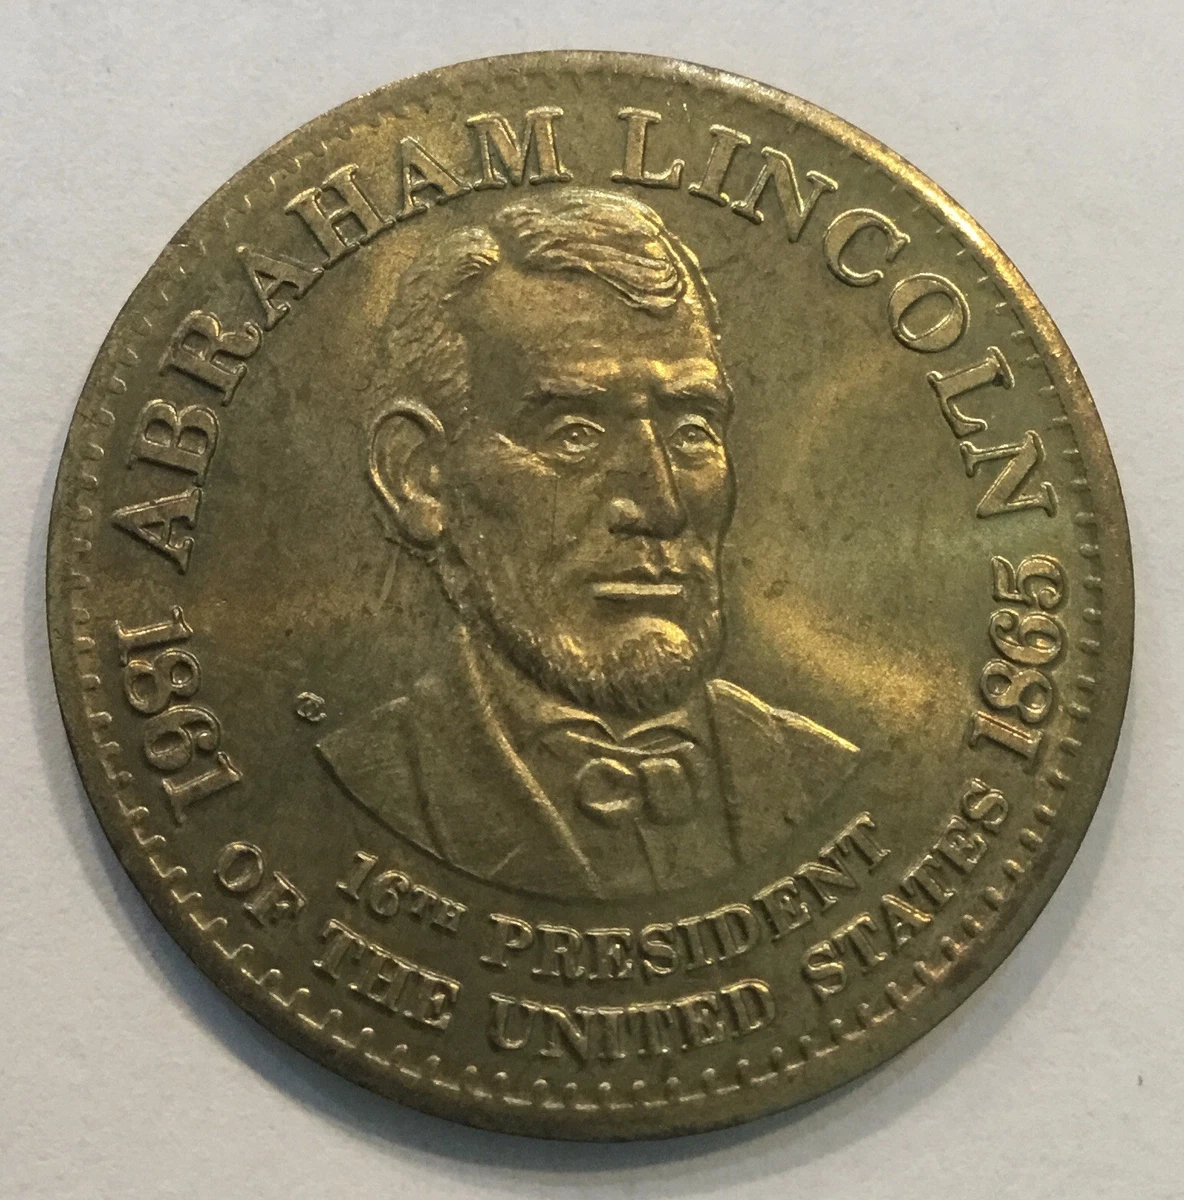 ABRAHAM LINCOLN
1861
1865
16TH PRESIDENT
OF THE UNITED STATES